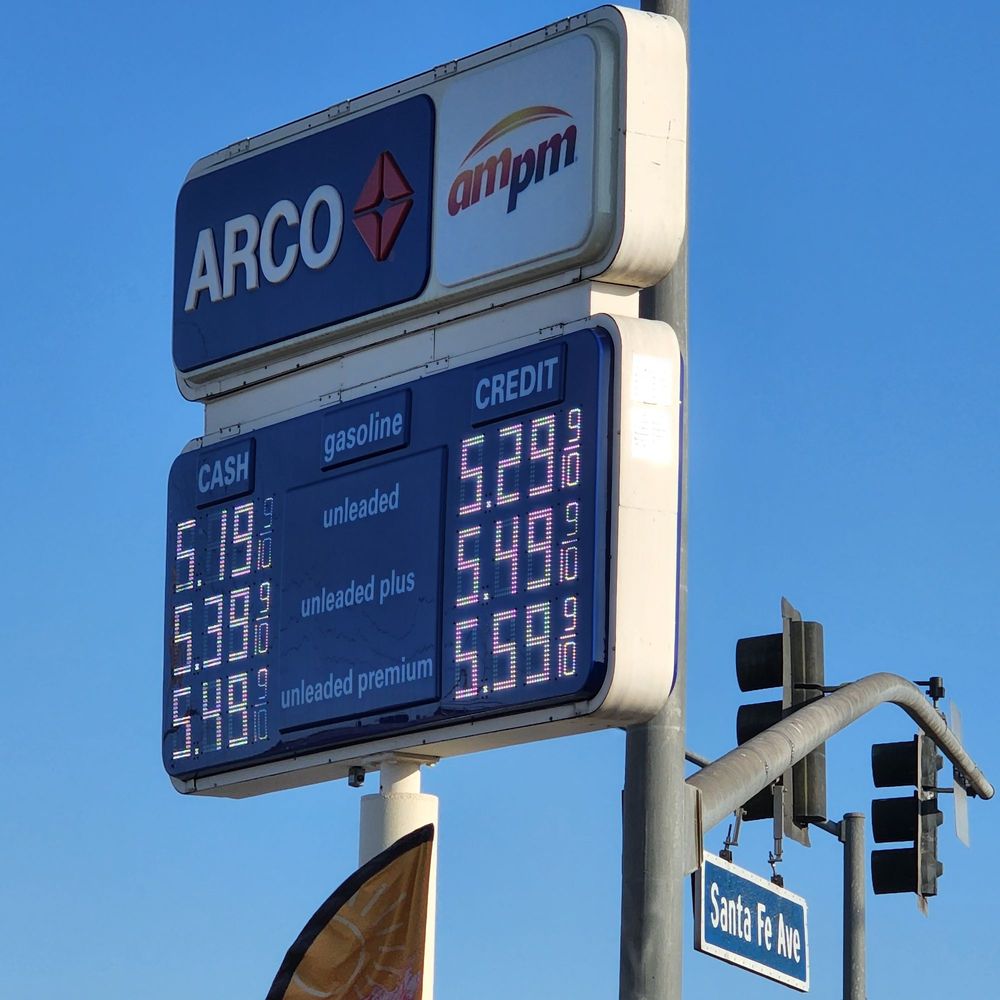 ARCO
ampm
CASH gasoline CREDIT
5.19 9/10 unleaded 5.29 9/10
5.39 9/10 unleaded plus 5.49 9/10
5.49 9/10 unleaded premium 5.59 9/10
Santa Fe Ave